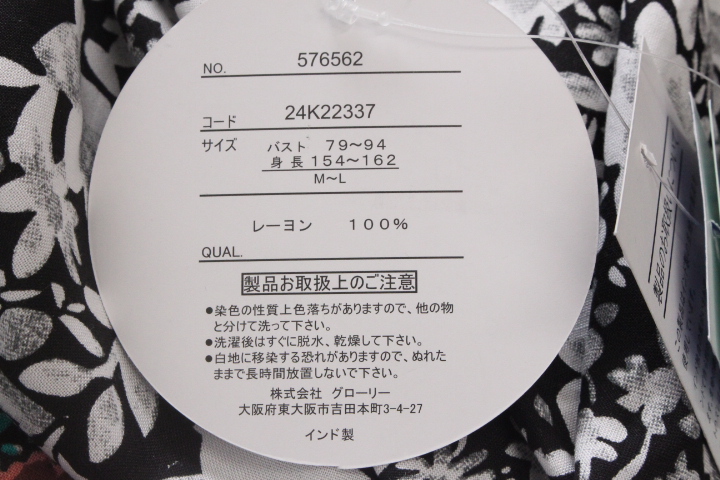 NO. 576562
コード 24K22337
サイズ バスト 79～94
身長 154～162
M～L
レーヨン 100%
QUAL.
製品お取扱上のご注意
●染色の性質上色落ちがありますので、他の物
と分けて洗って下さい。
●洗濯後はすぐに脱水、乾燥して下さい。
●白地に移染する恐れがありますので、ぬれた
ままで長時間放置しないで下さい。
株式会社 グローリー
大阪府東大阪市吉田本町3-4-27
インド製
製品のお取扱い